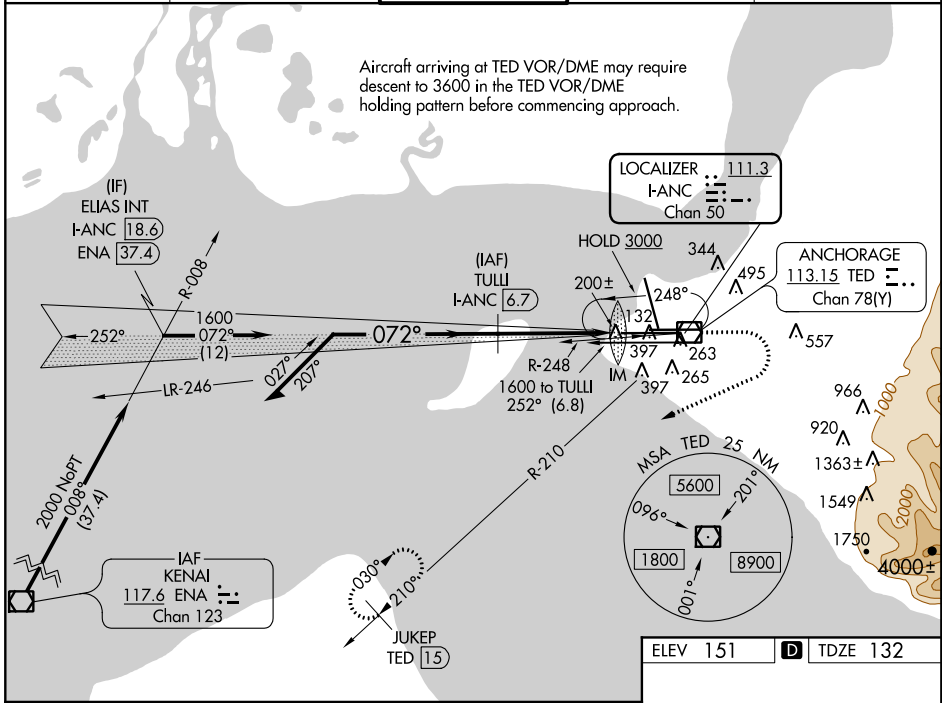 Aircraft arriving at TED VOR/DME may require
descent to 3600 in the TED VOR/DME
holding pattern before commencing approach.
LOCALIZER 111.3
I-ANC
Chan 50
(IF)
ELIAS INT
I-ANC 18.6
ENA 37.4
R-008
(IAF)
TULLI
I-ANC 6.7
HOLD 3000
344
495
ANCHORAGE
113.15 TED
Chan 78(Y)
200±
248°
132
1600
072°
(12)
252°
072°
557
397
263
R-248
265
IM
397
1600 to TULLI
252° (6.8)
027°
207°
LR-246
966
1000
920
1363±
R-210
1549
2000
1750
4000±
2000 NoPT
008°
(37.4)
MSA TED 25 NM
5600
201°
096°
1800
8900
001°
IAF
KENAI
117.6 ENA
Chan 123
030°
210°
JUKEP
TED 15
ELEV 151
D
TDZE 132